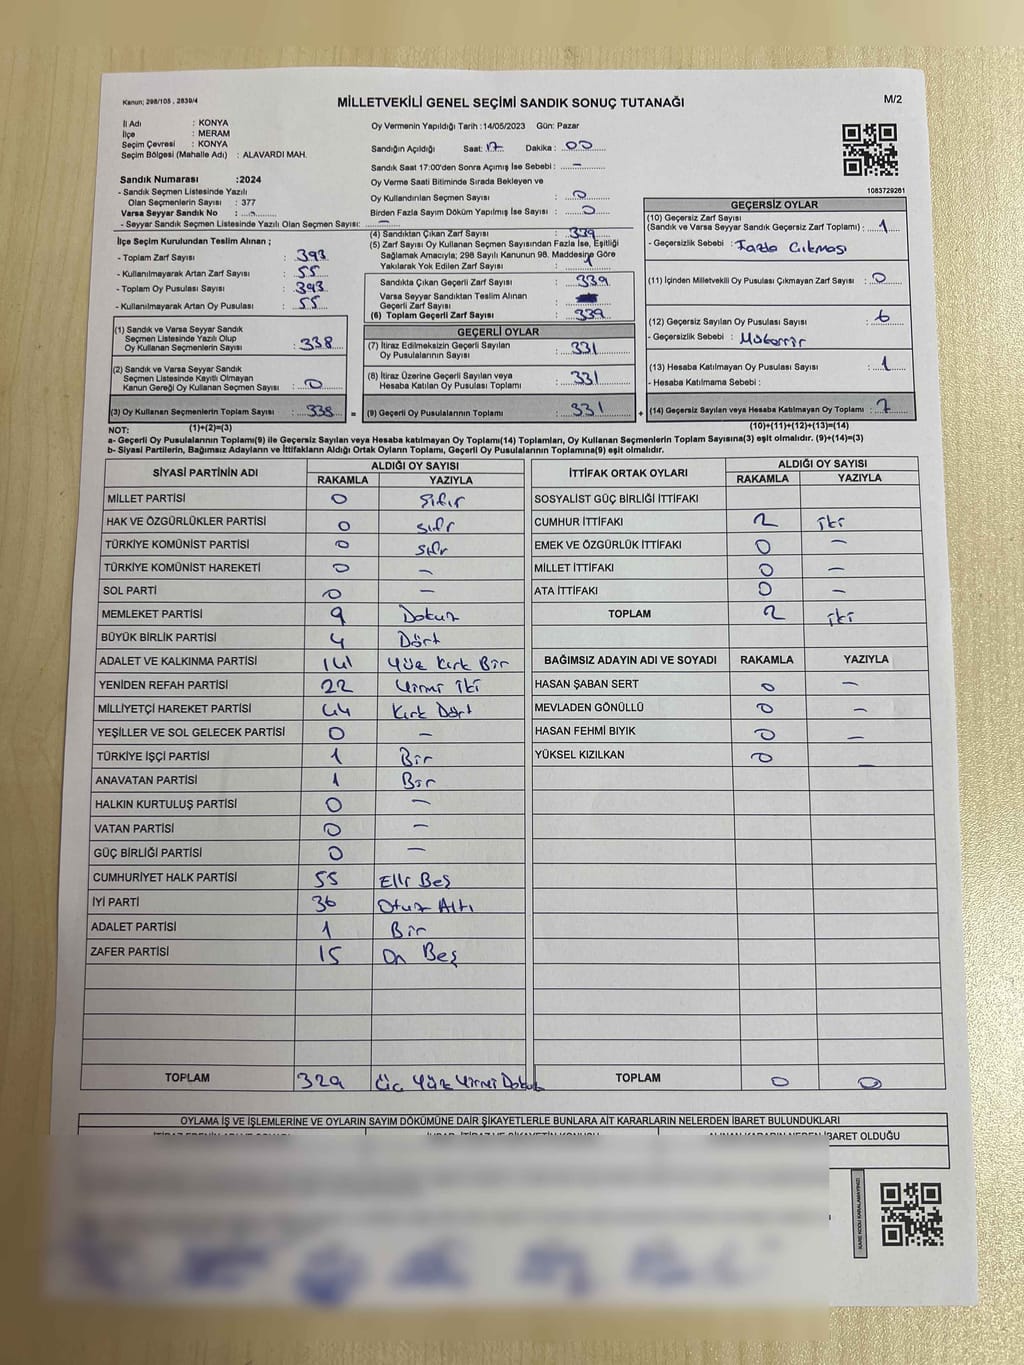 Kanun; 298/105 , 2839/4
MİLLETVEKİLİ GENEL SEÇİMİ SANDIK SONUÇ TUTANAĞI
M/2
İl Adı : KONYA
İlçe : MERAM
Seçim Çevresi : KONYA
Seçim Bölgesi (Mahalle Adı) : ALAVARDI MAH.
Sandık Numarası : 2024
- Sandık Seçmen Listesinde Yazılı
Olan Seçmenlerin Sayısı : 377
Varsa Seyyar Sandık No :
- Seyyar Sandık Seçmen Listesinde Yazılı Olan Seçmen Sayısı: —
İlçe Seçim Kurulundan Teslim Alınan ;
- Toplam Zarf Sayısı : 393
- Kullanılmayarak Artan Zarf Sayısı : 55
- Toplam Oy Pusulası Sayısı : 393
- Kullanılmayarak Artan Oy Pusulası : 55
(1) Sandık ve Varsa Seyyar Sandık
Seçmen Listesinde Yazılı Olup
Oy Kullanan Seçmenlerin Sayısı : 338
(2) Sandık ve Varsa Seyyar Sandık
Seçmen Listesinde Kayıtlı Olmayan
Kanun Gereği Oy Kullanan Seçmen Sayısı : 0
(3) Oy Kullanan Seçmenlerin Toplam Sayısı : 338 =
Oy Vermenin Yapıldığı Tarih :14/05/2023 Gün: Pazar
Sandığın Açıldığı Saat: 17 Dakika : 00
Sandık Saat 17:00'den Sonra Açımış İse Sebebi : —
Oy Verme Saati Bitiminde Sırada Bekleyen ve
Oy Kullandırılan Seçmen Sayısı : 0
Birden Fazla Sayım Döküm Yapılmış İse Sayısı : 0
(4) Sandıktan Çıkan Zarf Sayısı : 339
(5) Zarf Sayısı Oy Kullanan Seçmen Sayısından Fazla İse, Eşitliği
Sağlamak Amacıyla; 298 Sayılı Kanunun 98. Maddesine Göre
Yakılarak Yok Edilen Zarf Sayısı : 1
Sandıkta Çıkan Geçerli Zarf Sayısı : 339
Varsa Seyyar Sandıktan Teslim Alınan
Geçerli Zarf Sayısı :
(6) Toplam Geçerli Zarf Sayısı : 339
GEÇERLİ OYLAR
(7) İtiraz Edilmeksizin Geçerli Sayılan
Oy Pusulalarının Sayısı : 331
(8) İtiraz Üzerine Geçerli Sayılan veya
Hesaba Katılan Oy Pusulası Toplamı : 331
(9) Geçerli Oy Pusulalarının Toplamı : 331 +
1083729261
GEÇERSİZ OYLAR
(10) Geçersiz Zarf Sayısı
(Sandık ve Varsa Seyyar Sandık Geçersiz Zarf Toplamı) : 1
- Geçersizlik Sebebi : Fazla Çıkması
(11) İçinden Milletvekili Oy Pusulası Çıkmayan Zarf Sayısı : 0
(12) Geçersiz Sayılan Oy Pusulası Sayısı : 6
- Geçersizlik Sebebi : Mükerrir
(13) Hesaba Katılmayan Oy Pusulası Sayısı : 1
- Hesaba Katılmama Sebebi :
(14) Geçersiz Sayılan veya Hesaba Katılmayan Oy Toplamı : 7
NOT: (1)+(2)=(3) (10)+(11)+(12)+(13)=(14)
a- Geçerli Oy Pusulalarının Toplamı(9) ile Geçersiz Sayılan veya Hesaba katılmayan Oy Toplamı(14) Toplamları, Oy Kullanan Seçmenlerin Toplam Sayısına(3) eşit olmalıdır. (9)+(14)=(3)
b- Siyasi Partilerin, Bağımsız Adayların ve İttifakların Aldığı Ortak Oyların Toplamı, Geçerli Oy Pusulalarının Toplamına(9) eşit olmalıdır.
SİYASİ PARTİNİN ADI ALDIĞI OY SAYISI
RAKAMLA YAZIYLA
MİLLET PARTİSİ 0 Sıfır
HAK VE ÖZGÜRLÜKLER PARTİSİ 0 sıfır
TÜRKİYE KOMÜNİST PARTİSİ 0 sıfır
TÜRKİYE KOMÜNİST HAREKETİ 0 —
SOL PARTİ 0 —
MEMLEKET PARTİSİ 9 Dokuz
BÜYÜK BİRLİK PARTİSİ 4 Dört
ADALET VE KALKINMA PARTİSİ 141 Yüz Kırk Bir
YENİDEN REFAH PARTİSİ 22 Yirmi iki
MİLLİYETÇİ HAREKET PARTİSİ 44 Kırk Dört
YEŞİLLER VE SOL GELECEK PARTİSİ 0 —
TÜRKİYE İŞÇİ PARTİSİ 1 Bir
ANAVATAN PARTİSİ 1 Bir
HALKIN KURTULUŞ PARTİSİ 0 —
VATAN PARTİSİ 0 —
GÜÇ BİRLİĞİ PARTİSİ 0 —
CUMHURİYET HALK PARTİSİ 55 Elli Beş
İYİ PARTİ 36 Otuz Altı
ADALET PARTİSİ 1 Bir
ZAFER PARTİSİ 15 On Beş
TOPLAM 329 Üç Yüz Yirmi Dokuz
İTTİFAK ORTAK OYLARI ALDIĞI OY SAYISI
RAKAMLA YAZIYLA
SOSYALİST GÜÇ BİRLİĞİ İTTİFAKI
CUMHUR İTTİFAKI 2 iki
EMEK VE ÖZGÜRLÜK İTTİFAKI 0 —
MİLLET İTTİFAKI 0 —
ATA İTTİFAKI 0 —
TOPLAM 2 iki
BAĞIMSIZ ADAYIN ADI VE SOYADI RAKAMLA YAZIYLA
HASAN ŞABAN SERT 0 —
MEVLADEN GÖNÜLLÜ 0 —
HASAN FEHMİ BIYIK 0 —
YÜKSEL KIZILKAN 0 —
TOPLAM 0 0
OYLAMA İŞ VE İŞLEMLERİNE VE OYLARIN SAYIM DÖKÜMÜNE DAİR ŞİKAYETLERLE BUNLARA AİT KARARLARIN NELERDEN İBARET BULUNDUKLARI
İBARET OLDUĞU
KARE KODU KARALAMAYINIZ!